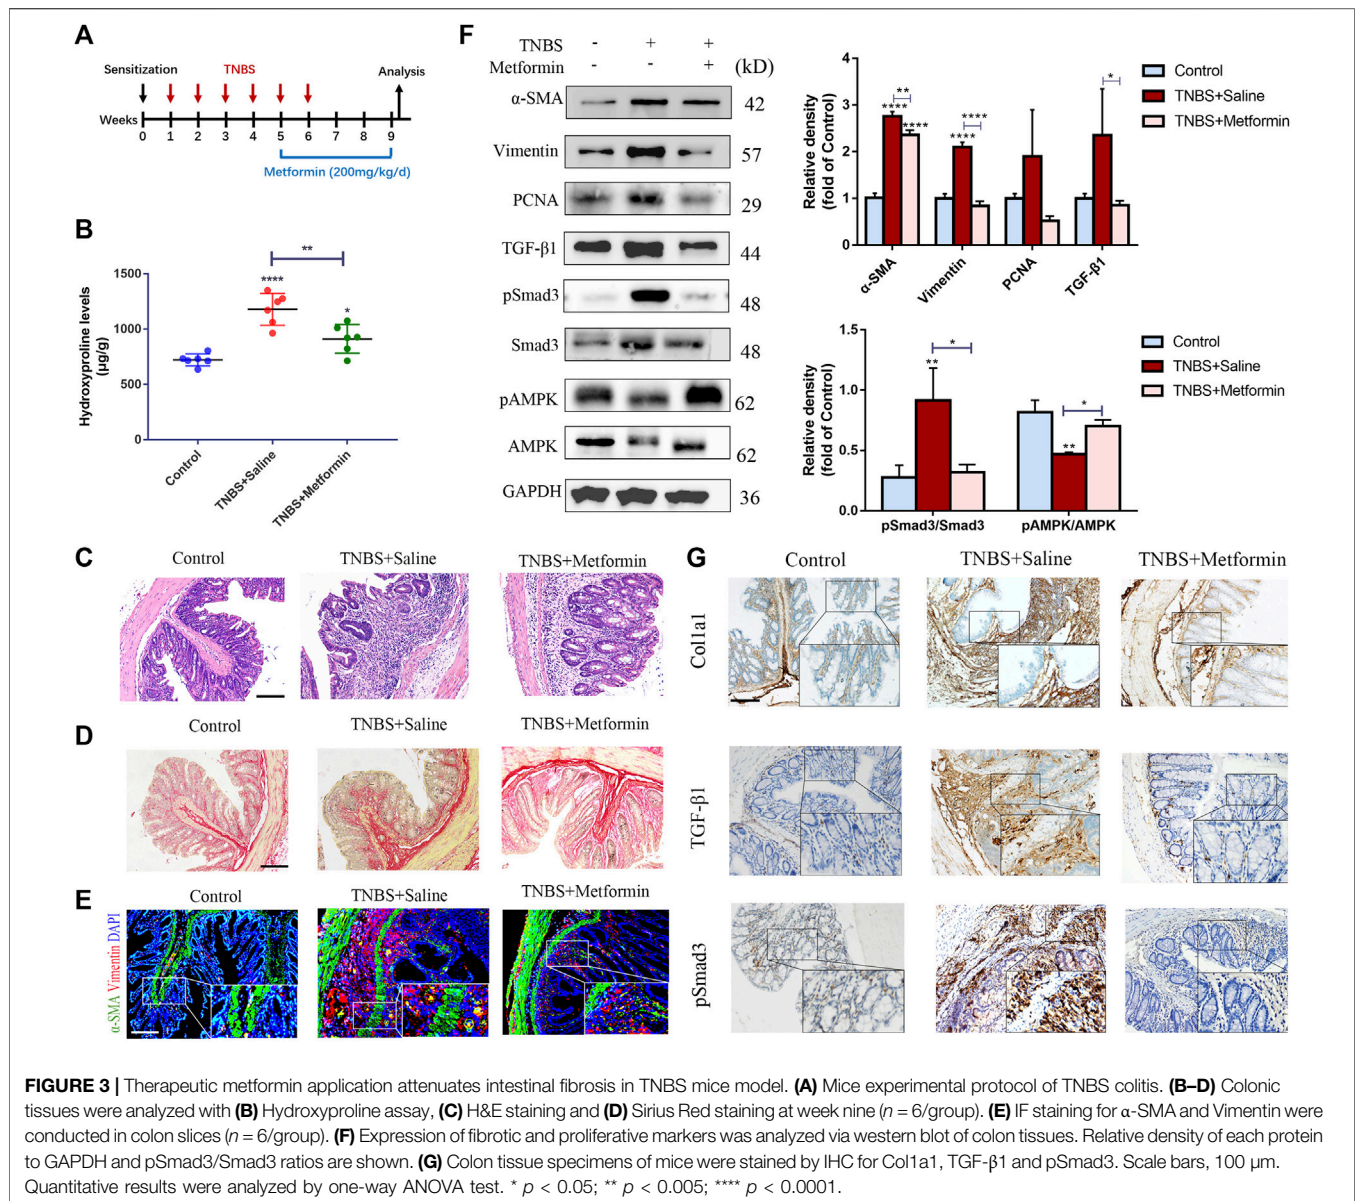 A
Sensitization
TNBS
Analysis
Weeks
0 1 2 3 4 5 6 7 8 9
Metformin (200mg/kg/d)
B
**
****
*
Hydroxyproline levels
(μg/g)
1500
1000
500
0
Control
TNBS+Saline
TNBS+Metformin
F
TNBS - + +
Metformin - - + (kD)
α-SMA 42
Vimentin 57
PCNA 29
TGF-β1 44
pSmad3 48
Smad3 48
pAMPK 62
AMPK 62
GAPDH 36
Relative density
(fold of Control)
4
3
2
1
0
**
****
****
****
****
*
α-SMA
Vimentin
PCNA
TGF-β1
Control
TNBS+Saline
TNBS+Metformin
Relative density
(fold of Control)
1.5
1.0
0.5
0.0
*
**
*
**
pSmad3/Smad3 pAMPK/AMPK
Control
TNBS+Saline
TNBS+Metformin
C
Control TNBS+Saline TNBS+Metformin
D
Control TNBS+Saline TNBS+Metformin
E
Control TNBS+Saline TNBS+Metformin
α-SMA Vimentin DAPI
G
Control TNBS+Saline TNBS+Metformin
Col1a1
TGF-β1
pSmad3
FIGURE 3 | Therapeutic metformin application attenuates intestinal fibrosis in TNBS mice model. (A) Mice experimental protocol of TNBS colitis. (B–D) Colonic
tissues were analyzed with (B) Hydroxyproline assay, (C) H&E staining and (D) Sirius Red staining at week nine (n = 6/group). (E) IF staining for α-SMA and Vimentin were
conducted in colon slices (n = 6/group). (F) Expression of fibrotic and proliferative markers was analyzed via western blot of colon tissues. Relative density of each protein
to GAPDH and pSmad3/Smad3 ratios are shown. (G) Colon tissue specimens of mice were stained by IHC for Col1a1, TGF-β1 and pSmad3. Scale bars, 100 μm.
Quantitative results were analyzed by one-way ANOVA test. * p < 0.05; ** p < 0.005; **** p < 0.0001.